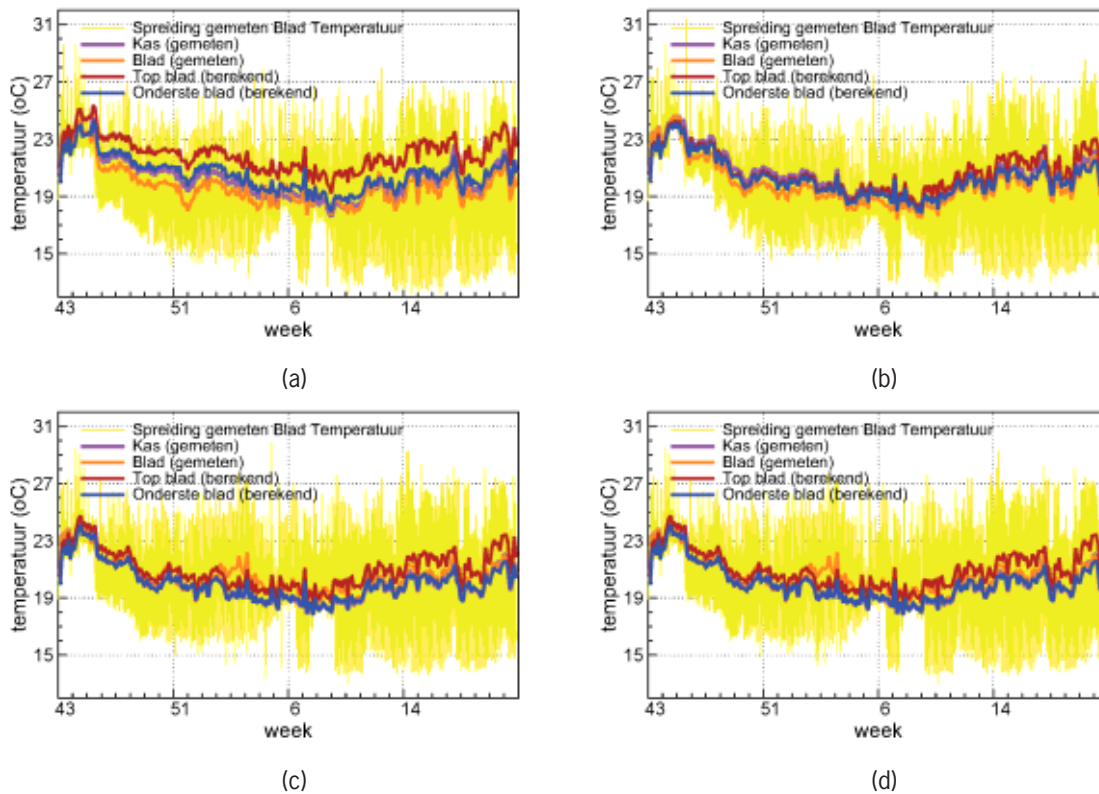 31
27
23
19
15
temperatuur (oC)
Spreiding gemeten Blad Temperatuur
Kas (gemeten)
Blad (gemeten)
Top blad (berekend)
Onderste blad (berekend)
43
51
6
14
week
(a)
31
27
23
19
15
temperatuur (oC)
Spreiding gemeten Blad Temperatuur
Kas (gemeten)
Blad (gemeten)
Top blad (berekend)
Onderste blad (berekend)
43
51
6
14
week
(b)
31
27
23
19
15
temperatuur (oC)
Spreiding gemeten Blad Temperatuur
Kas (gemeten)
Blad (gemeten)
Top blad (berekend)
Onderste blad (berekend)
43
51
6
14
week
(c)
31
27
23
19
15
temperatuur (oC)
Spreiding gemeten Blad Temperatuur
Kas (gemeten)
Blad (gemeten)
Top blad (berekend)
Onderste blad (berekend)
43
51
6
14
week
(d)